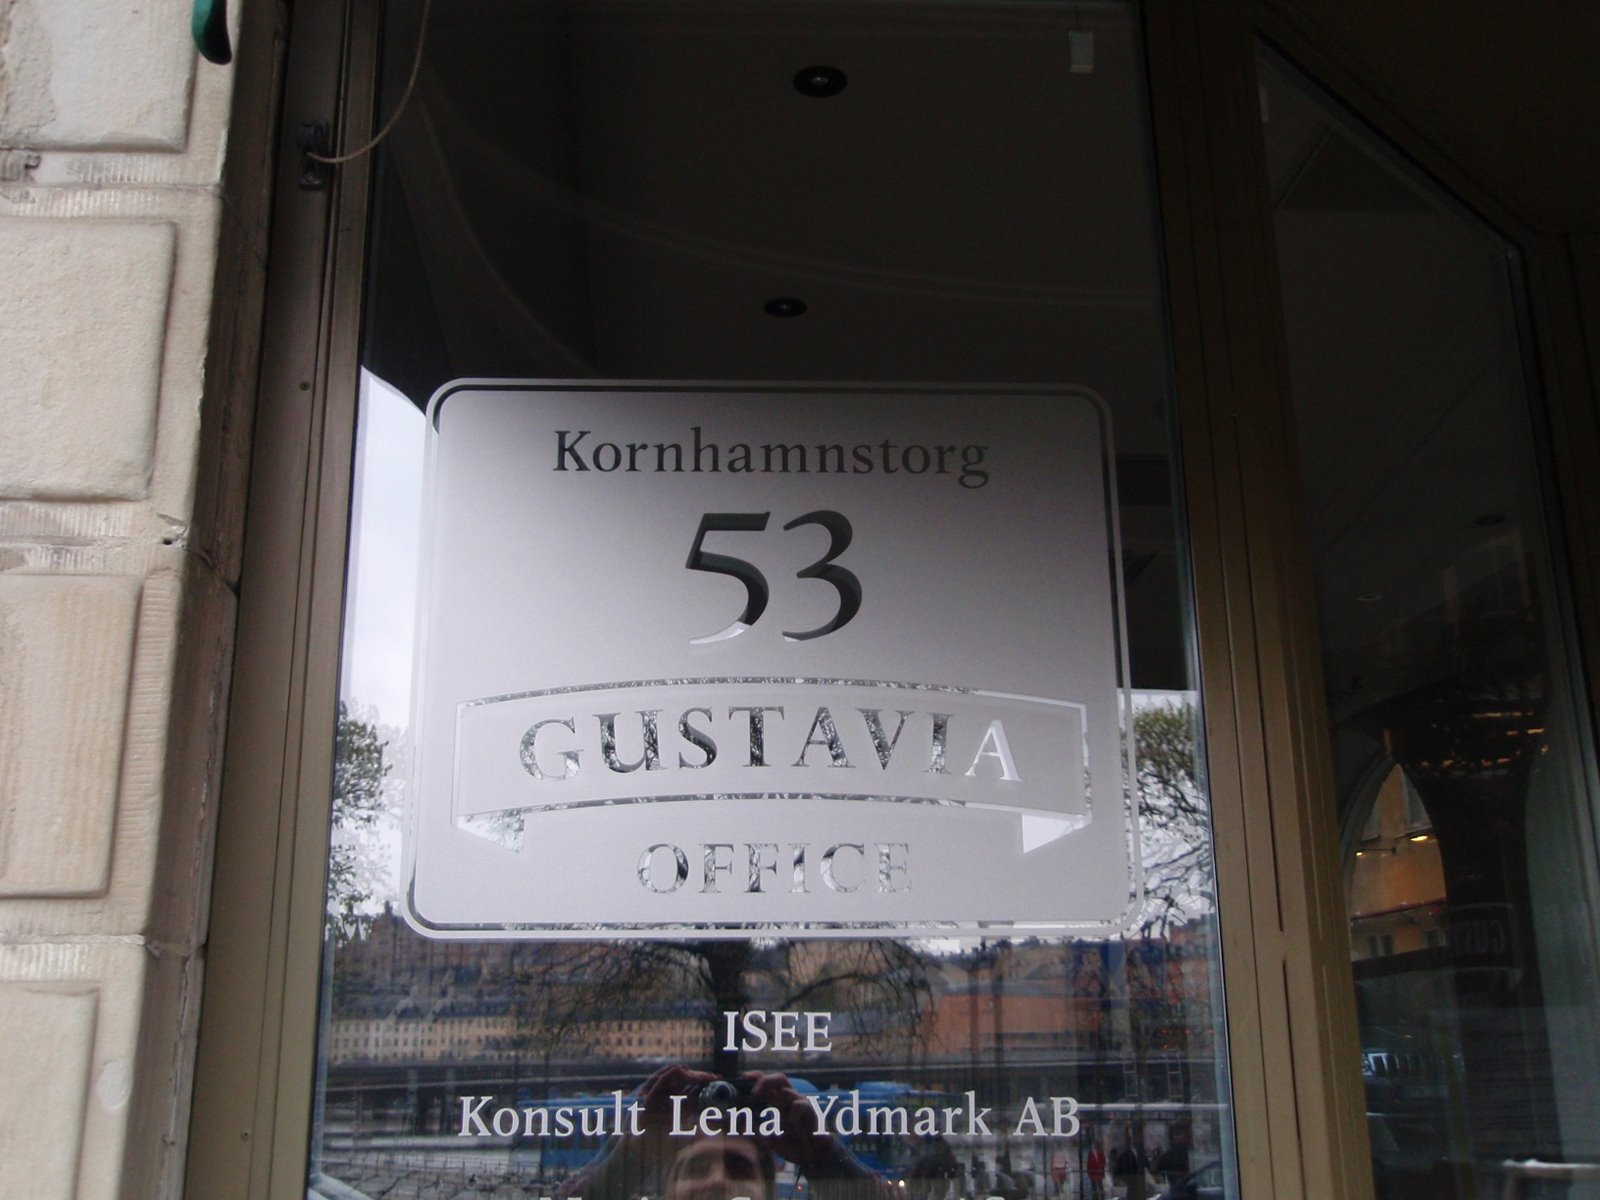 Kornhamnstorg
53
GUSTAVIA
OFFICE
ISEE
Konsult Lena Ydmark AB